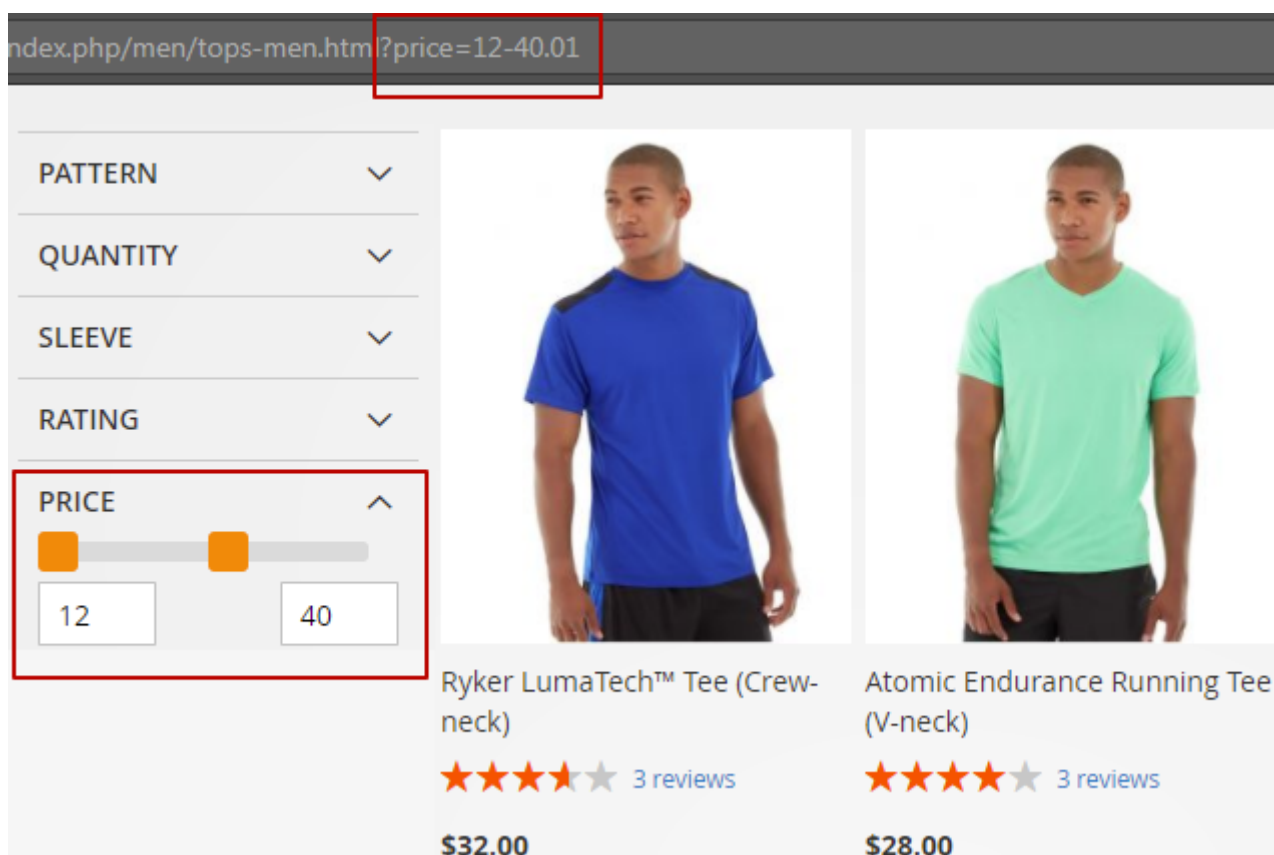 ndex.php/men/tops-men.html?price=12-40.01
PATTERN
QUANTITY
SLEEVE
RATING
PRICE
12
40
Ryker LumaTech™ Tee (Crew-
neck)
3 reviews
$32.00
Atomic Endurance Running Tee
(V-neck)
3 reviews
$28.00